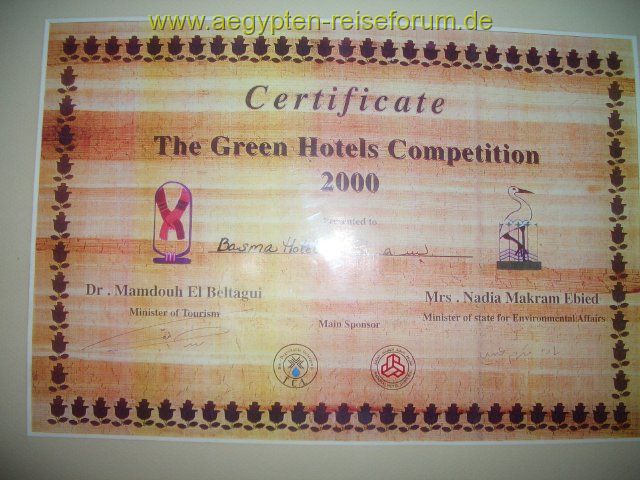 www.aegypten-reiseforum.de
Certificate
The Green Hotels Competition
2000
Presented to
Basma Hotel
Dr . Mamdouh El Beltagui
Mrs . Nadia Makram Ebied
Minister of Tourism
Minister of state for Environmental Affairs
Main Sponsor